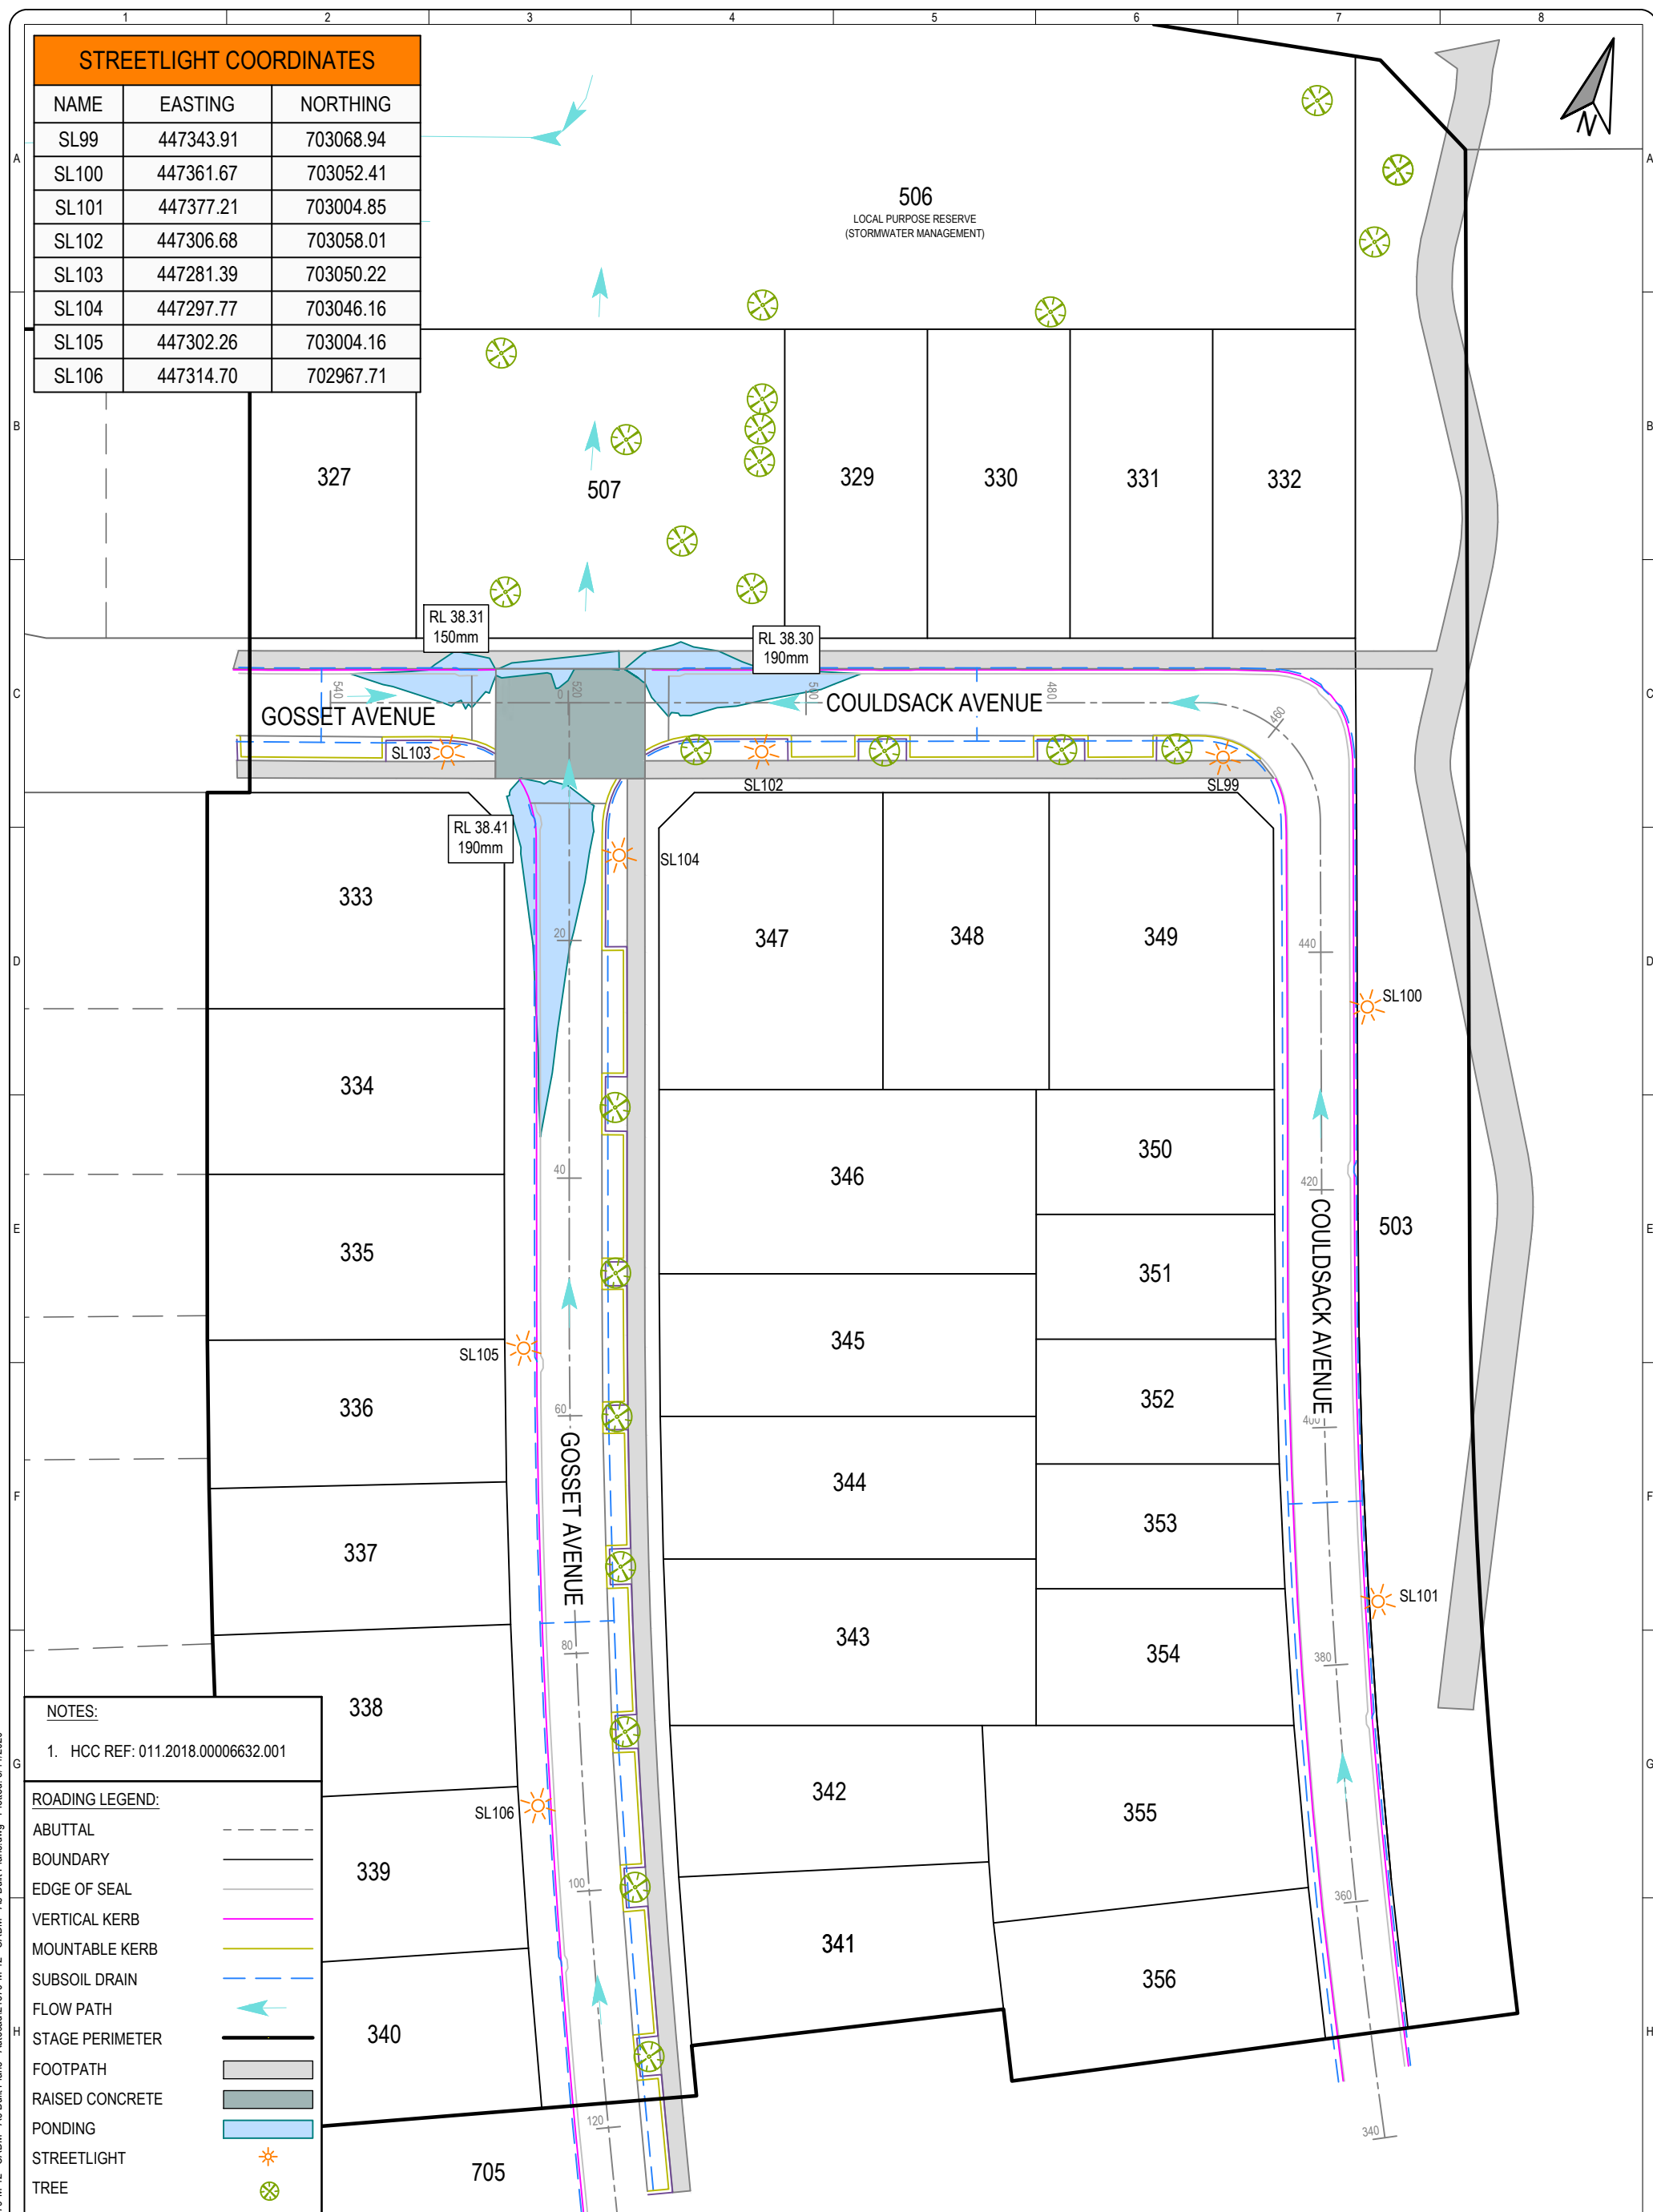 1 2 3 4 5 6 7 8
STREETLIGHT COORDINATES
NAME EASTING NORTHING
SL99 447343.91 703068.94
SL100 447361.67 703052.41
SL101 447377.21 703004.85
SL102 447306.68 703058.01
SL103 447281.39 703050.22
SL104 447297.77 703046.16
SL105 447302.26 703004.16
SL106 447314.70 702967.71
N
A A
506
LOCAL PURPOSE RESERVE
(STORMWATER MANAGEMENT)
B B
327
507
329
330
331
332
RL 38.31
150mm
RL 38.30
190mm
C C
540
0
520
500
480
460
GOSSET AVENUE
COULDSACK AVENUE
SL103
SL102
SL99
RL 38.41
190mm
SL104
333
347
348
349
D D
20
440
SL100
334
346
350
40
420
E E
335
503
351
345
COULDSACK AVENUE
SL105
336
352
60
400
GOSSET AVENUE
344
F F
353
337
SL101
343
80
354
380
338
NOTES:
1. HCC REF: 011.2018.00006632.001
G G
342
355
SL106
ROADING LEGEND:
ABUTTAL
BOUNDARY
EDGE OF SEAL
VERTICAL KERB
MOUNTABLE KERB
SUBSOIL DRAIN
FLOW PATH
STAGE PERIMETER
FOOTPATH
RAISED CONCRETE
PONDING
STREETLIGHT
TREE
339
100
360
341
356
H H
340
120
340
705